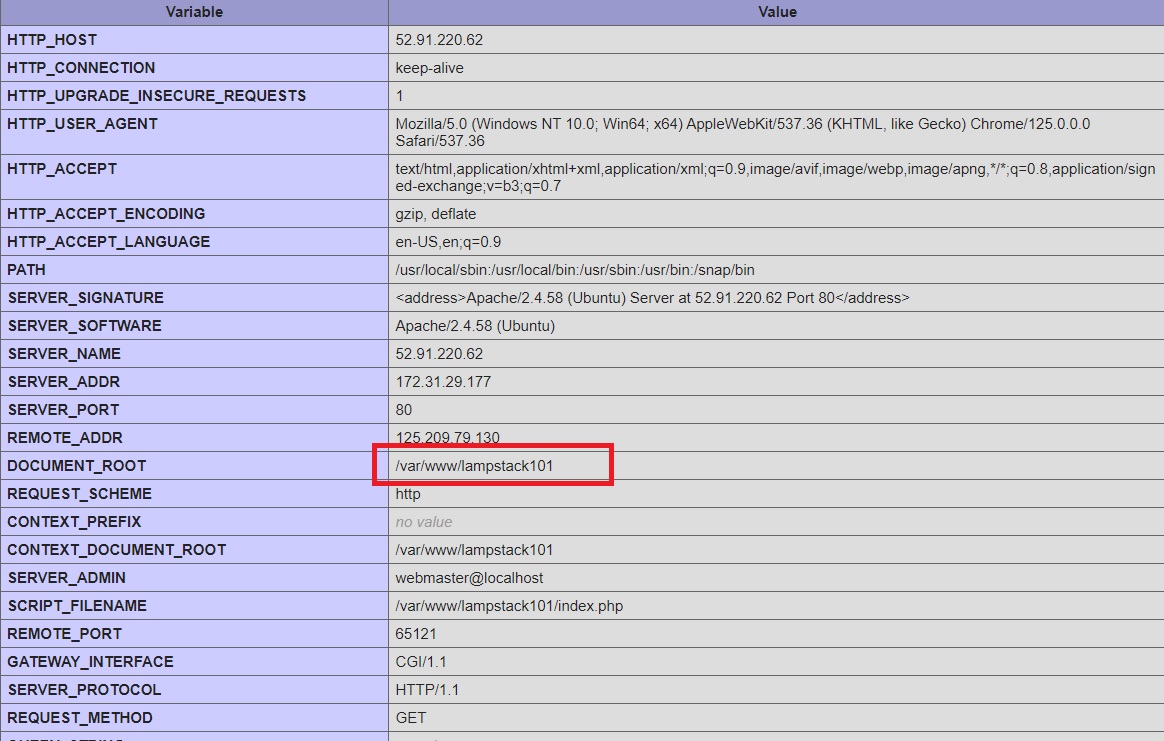 Variable Value
HTTP_HOST 52.91.220.62
HTTP_CONNECTION keep-alive
HTTP_UPGRADE_INSECURE_REQUESTS 1
HTTP_USER_AGENT Mozilla/5.0 (Windows NT 10.0; Win64; x64) AppleWebKit/537.36 (KHTML, like Gecko) Chrome/125.0.0.0
Safari/537.36
HTTP_ACCEPT text/html,application/xhtml+xml,application/xml;q=0.9,image/avif,image/webp,image/apng,*/*;q=0.8,application/sign
ed-exchange;v=b3;q=0.7
HTTP_ACCEPT_ENCODING gzip, deflate
HTTP_ACCEPT_LANGUAGE en-US,en;q=0.9
PATH /usr/local/sbin:/usr/local/bin:/usr/sbin:/usr/bin:/snap/bin
SERVER_SIGNATURE <address>Apache/2.4.58 (Ubuntu) Server at 52.91.220.62 Port 80</address>
SERVER_SOFTWARE Apache/2.4.58 (Ubuntu)
SERVER_NAME 52.91.220.62
SERVER_ADDR 172.31.29.177
SERVER_PORT 80
REMOTE_ADDR 125.209.79.130
DOCUMENT_ROOT /var/www/lampstack101
REQUEST_SCHEME http
CONTEXT_PREFIX no value
CONTEXT_DOCUMENT_ROOT /var/www/lampstack101
SERVER_ADMIN webmaster@localhost
SCRIPT_FILENAME /var/www/lampstack101/index.php
REMOTE_PORT 65121
GATEWAY_INTERFACE CGI/1.1
SERVER_PROTOCOL HTTP/1.1
REQUEST_METHOD GET